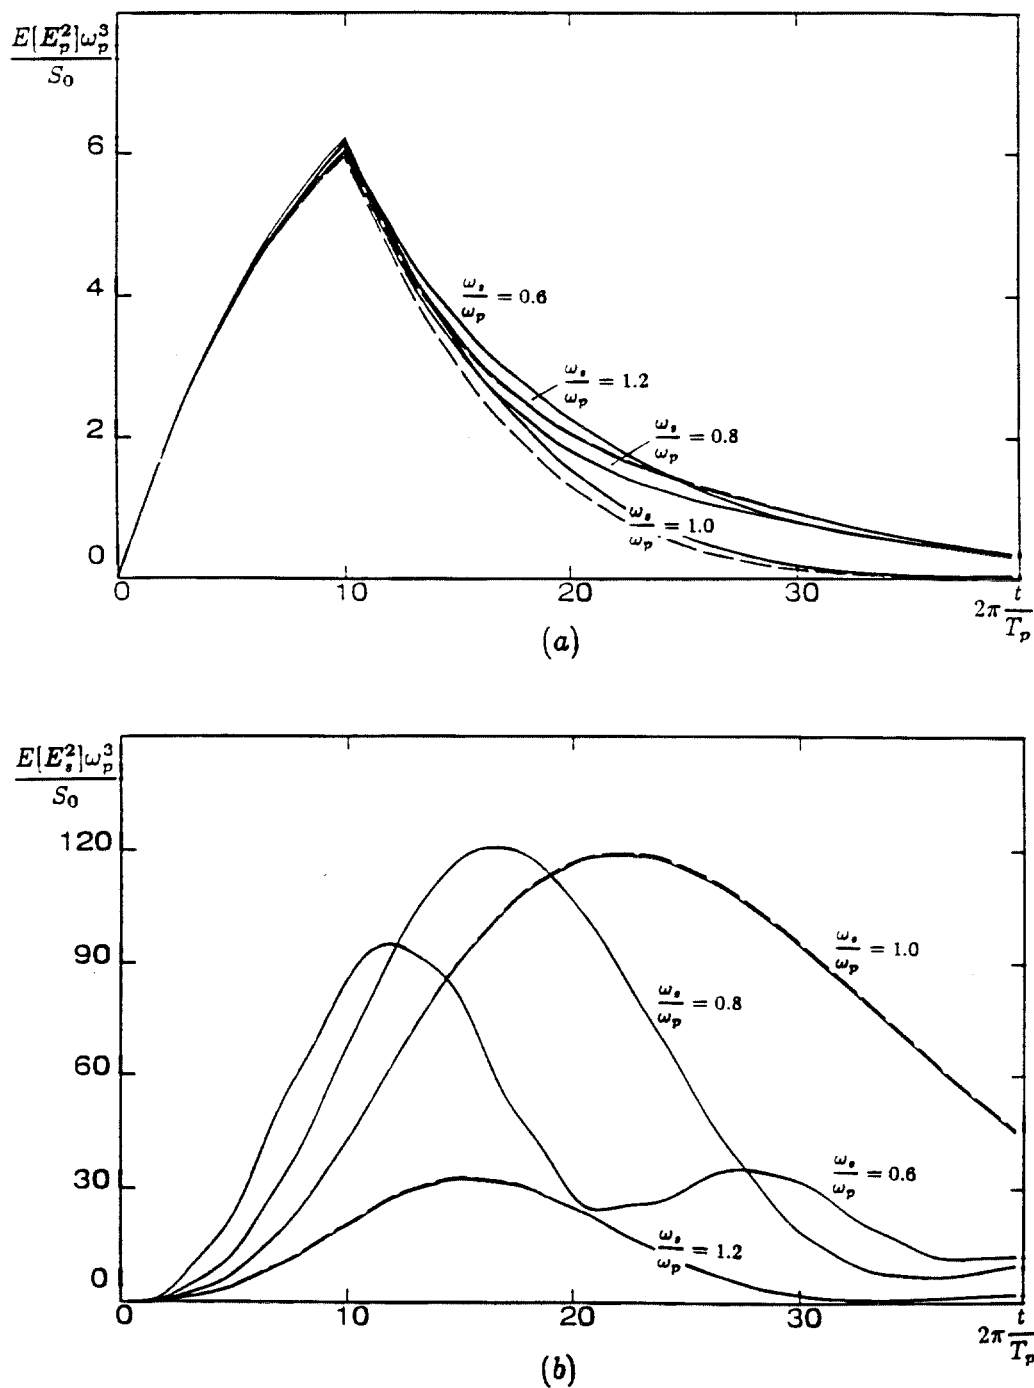 E[E_p^2]ω_p^3
S_0
6
4
2
0
ω_s/ω_p = 0.6
ω_s/ω_p = 1.2
ω_s/ω_p = 0.8
ω_s/ω_p = 1.0
0 10 20 30
2π t/T_p
(a)
E[E_s^2]ω_p^3
S_0
120
90
60
30
0
ω_s/ω_p = 1.0
ω_s/ω_p = 0.8
ω_s/ω_p = 0.6
ω_s/ω_p = 1.2
0 10 20 30
2π t/T_p
(b)